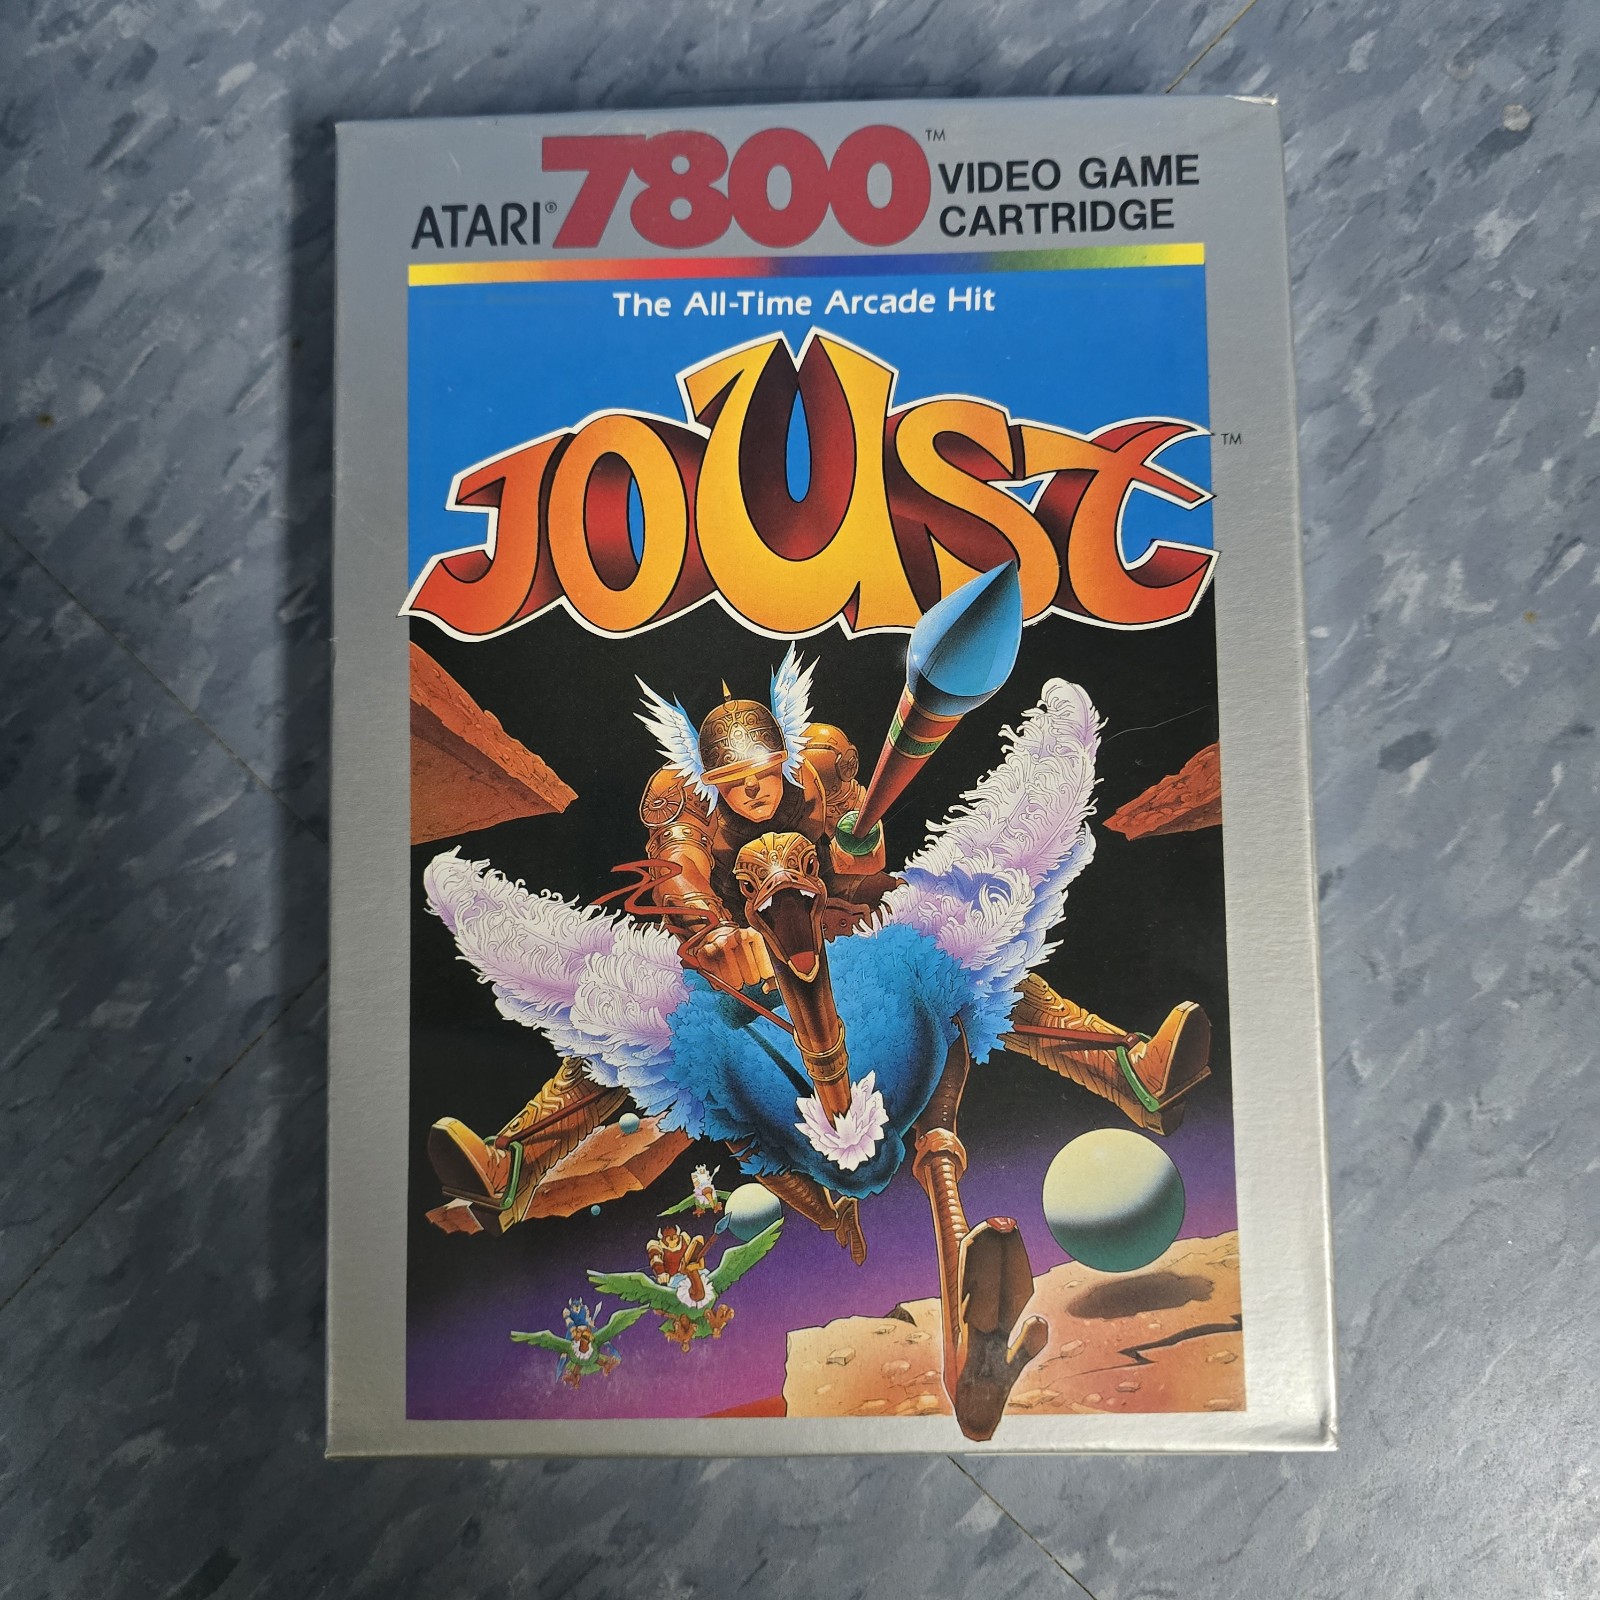 ATARI® 7800™ VIDEO GAME
CARTRIDGE
The All-Time Arcade Hit
JOUST™